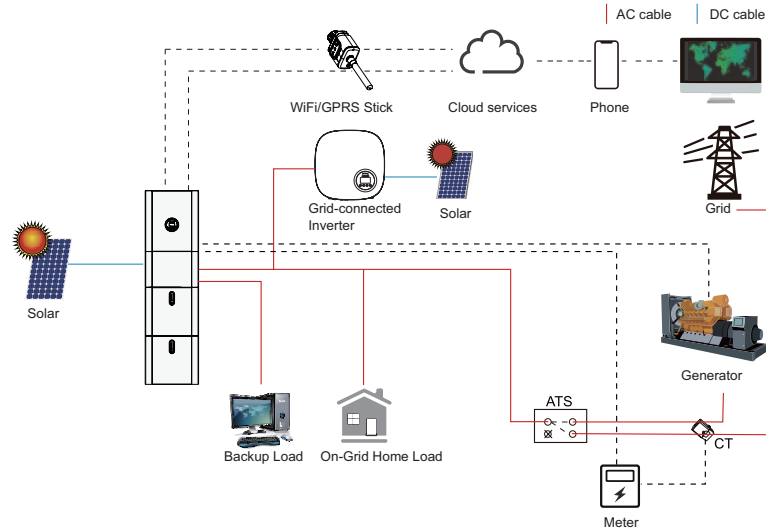 AC cable
DC cable
WiFi/GPRS Stick
Cloud services
Phone
Grid-connected
Inverter
Solar
Grid
Solar
Generator
ATS
Backup Load
On-Grid Home Load
CT
Meter